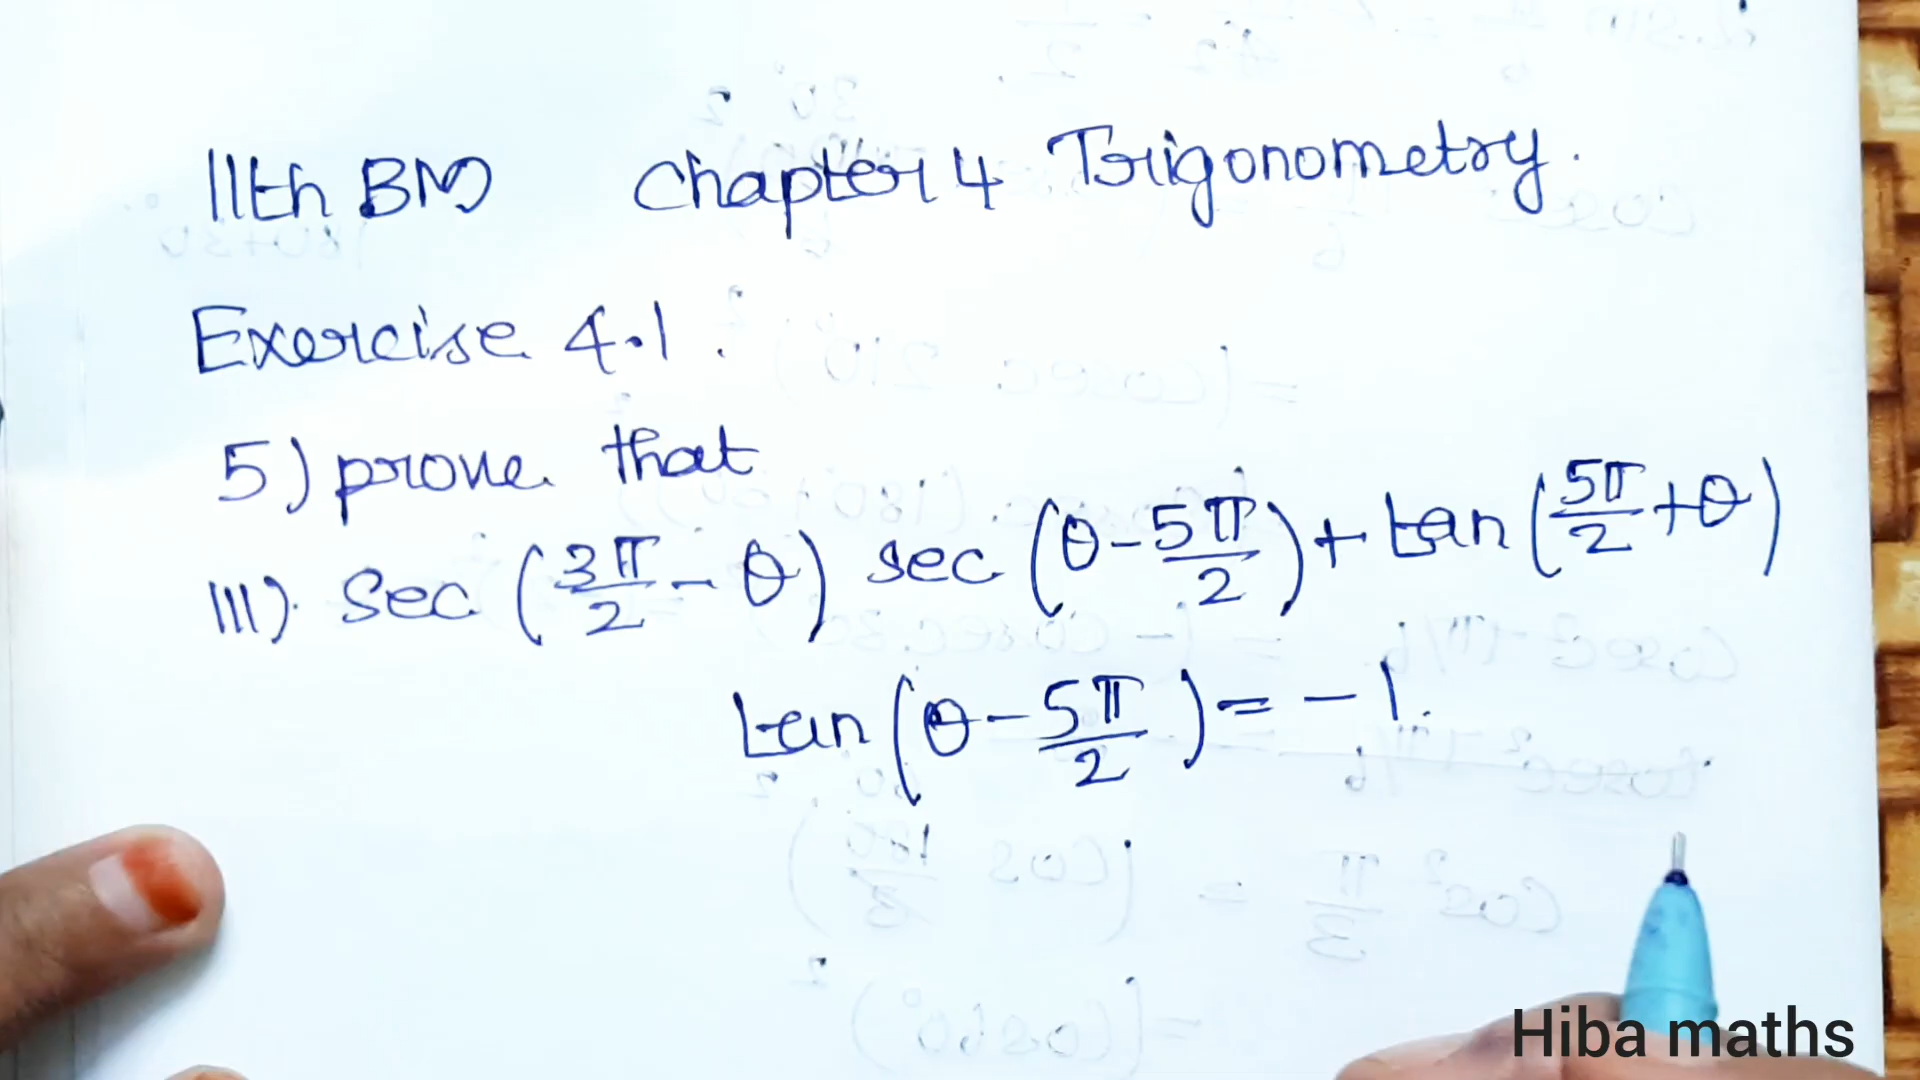 11th BM Chapter 4 Trigonometry.
Exercise 4.1.
5) prove that
III) Sec (3π/2 - θ) sec (θ - 5π/2) + tan (5π/2 + θ)
tan (θ - 5π/2) = -1.
Hiba maths